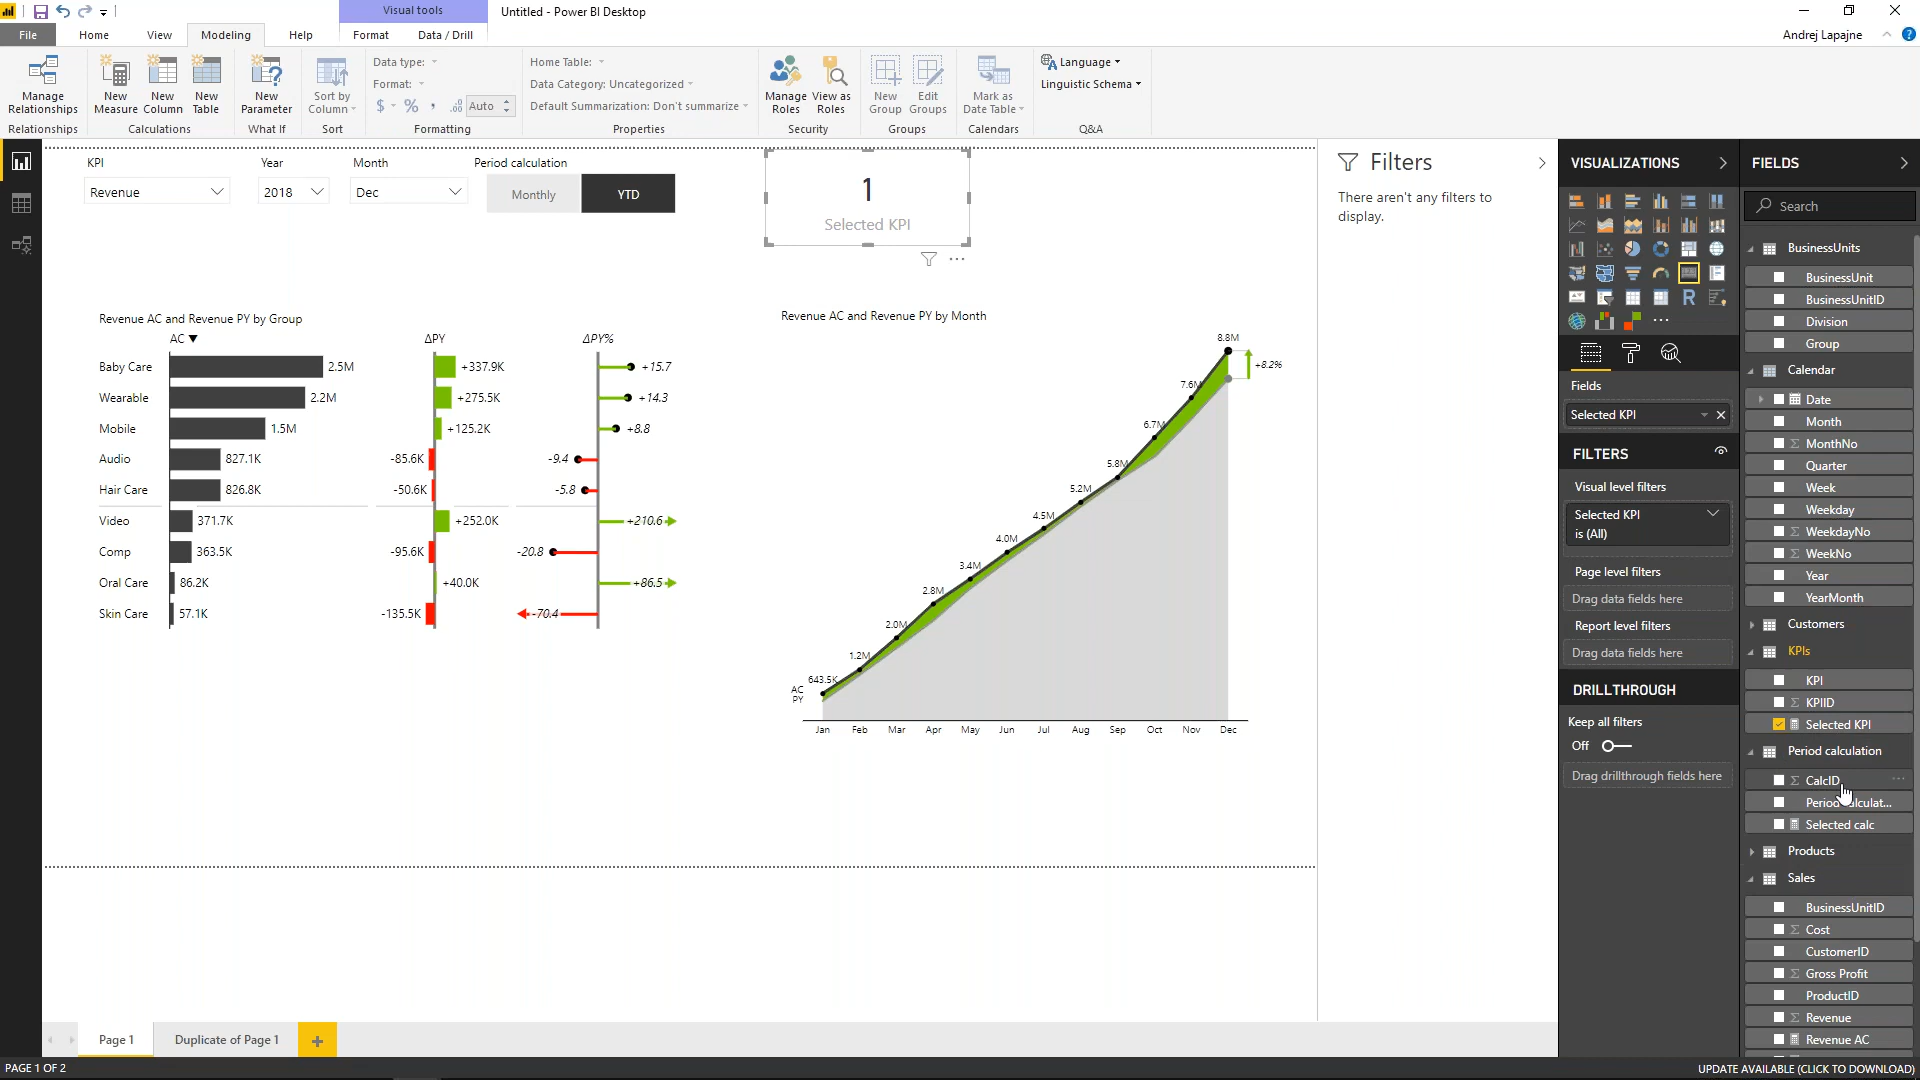 Visual tools
Untitled - Power BI Desktop
File
Home
View
Modeling
Help
Format
Data / Drill
Andrej Lapajne
Manage Relationships
Relationships
New Measure
New Column
New Table
Calculations
New Parameter
What If
Sort by Column
Sort
Data type:
Format:
$ % , .00 Auto
Formatting
Home Table:
Data Category: Uncategorized
Default Summarization: Don't summarize
Properties
Manage Roles
View as Roles
Security
New Group
Edit Groups
Groups
Mark as Date Table
Calendars
Language
Linguistic Schema
Q&A
KPI
Revenue
Year
2018
Month
Dec
Period calculation
Monthly
YTD
1
Selected KPI
Revenue AC and Revenue PY by Group
AC ▼ ΔPY ΔPY%
Baby Care 2.5M +337.9K +15.7
Wearable 2.2M +275.5K +14.3
Mobile 1.5M +125.2K +8.8
Audio 827.1K -85.6K -9.4
Hair Care 826.8K -50.6K -5.8
Video 371.7K +252.0K +210.6
Comp 363.5K -95.6K -20.8
Oral Care 86.2K +40.0K +86.5
Skin Care 57.1K -135.5K -70.4
Revenue AC and Revenue PY by Month
8.8M
+8.2%
7.6M
6.7M
5.8M
5.2M
4.5M
4.0M
3.4M
2.8M
2.0M
1.2M
643.5K
AC
PY
Jan Feb Mar Apr May Jun Jul Aug Sep Oct Nov Dec
Filters
There aren't any filters to
display.
VISUALIZATIONS
R
Fields
Selected KPI
FILTERS
Visual level filters
Selected KPI
is (All)
Page level filters
Drag data fields here
Report level filters
Drag data fields here
DRILLTHROUGH
Keep all filters
Off
Drag drillthrough fields here
FIELDS
Search
BusinessUnits
BusinessUnit
BusinessUnitID
Division
Group
Calendar
Date
Month
Σ MonthNo
Quarter
Week
Weekday
Σ WeekdayNo
Σ WeekNo
Year
YearMonth
Customers
KPIs
KPI
Σ KPIID
Selected KPI
Period calculation
Σ CalcID
Selected calc
Products
Sales
BusinessUnitID
Σ Cost
CustomerID
Σ Gross Profit
ProductID
Σ Revenue
Revenue AC
Page 1
Duplicate of Page 1
+
PAGE 1 OF 2
UPDATE AVAILABLE (CLICK TO DOWNLOAD)